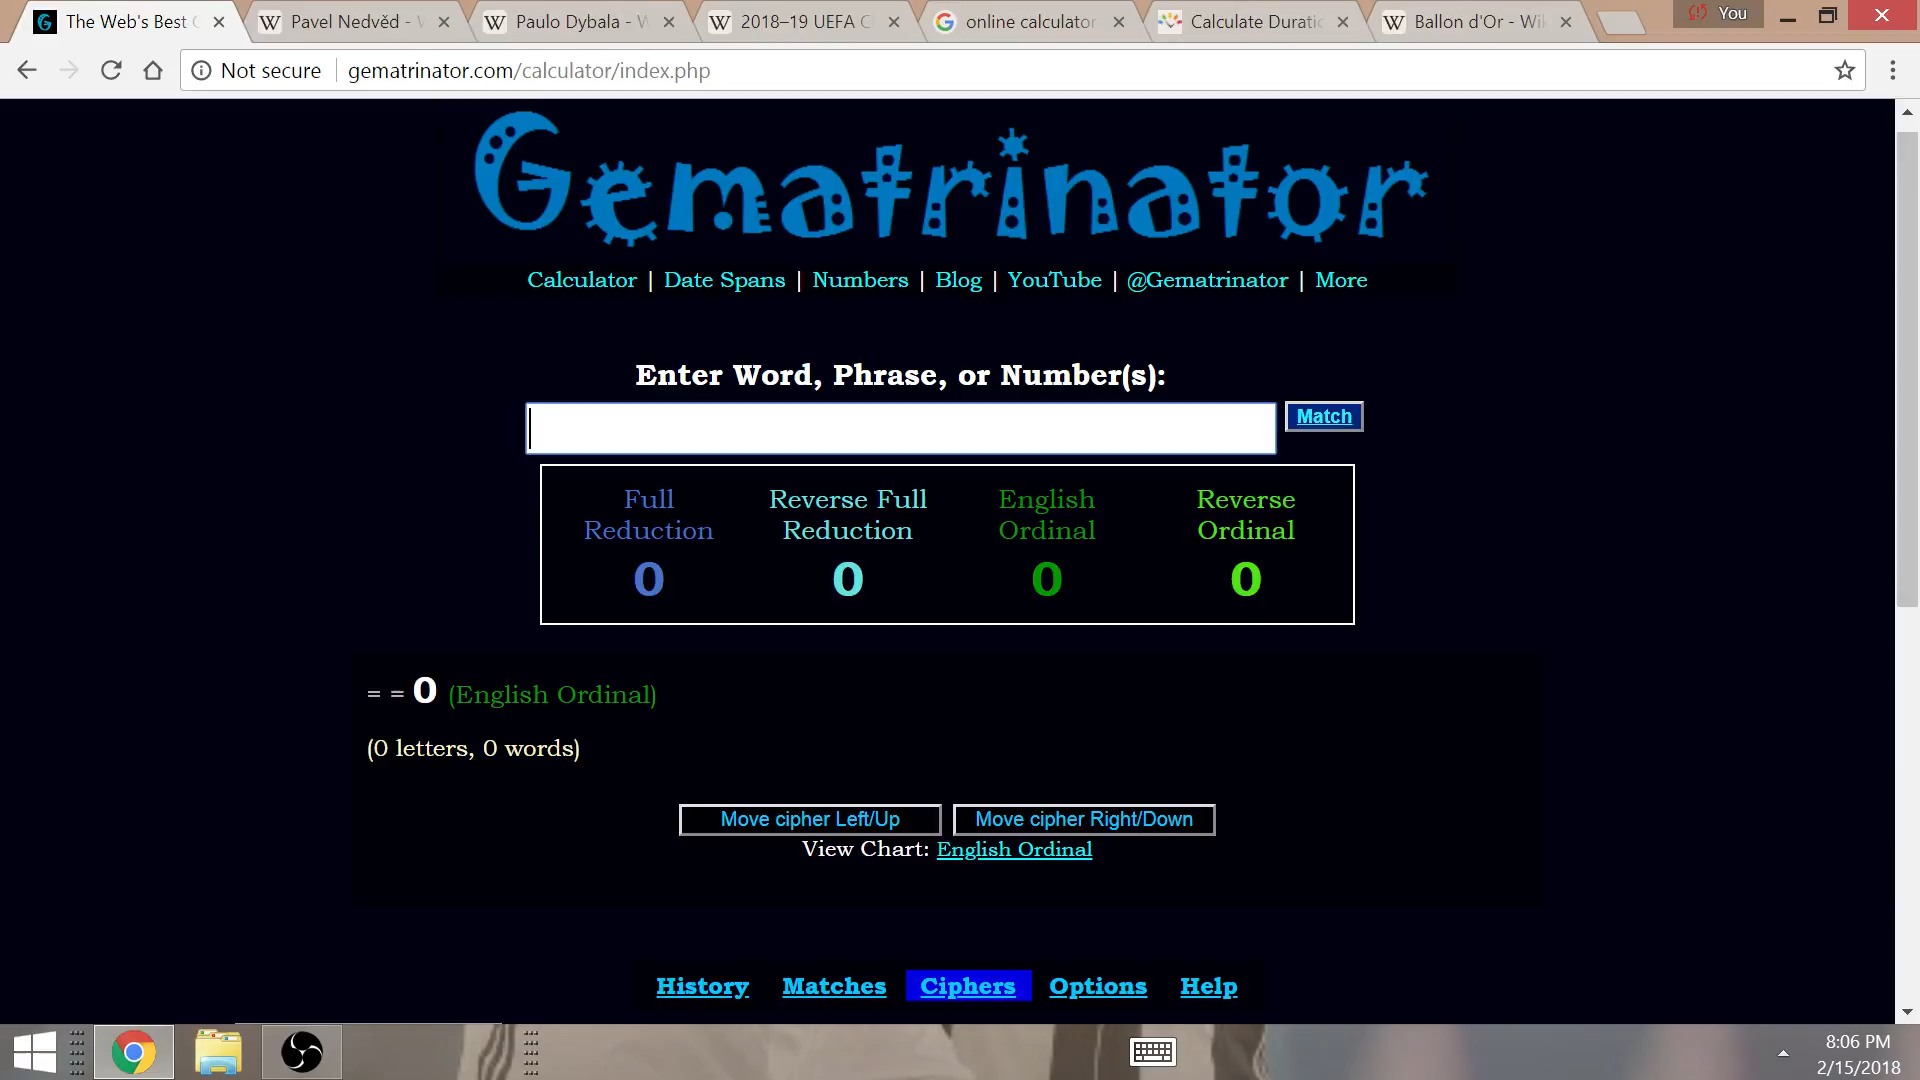 The Web's Best
Pavel Nedvěd -
Paulo Dybala -
2018–19 UEFA
online calculator
Calculate
Ballon d'Or -
You
Not secure
gematrinator.com/calculator/index.php
Gematrinator
Calculator | Date Spans | Numbers | Blog | YouTube | @Gematrinator | More
Enter Word, Phrase, or Number(s):
Match
Full Reduction
Reverse Full Reduction
English Ordinal
Reverse Ordinal
0 0 0 0
= = 0 (English Ordinal)
(0 letters, 0 words)
Move cipher Left/Up
Move cipher Right/Down
View Chart: English Ordinal
History Matches Ciphers Options Help
8:06 PM
2/15/2018